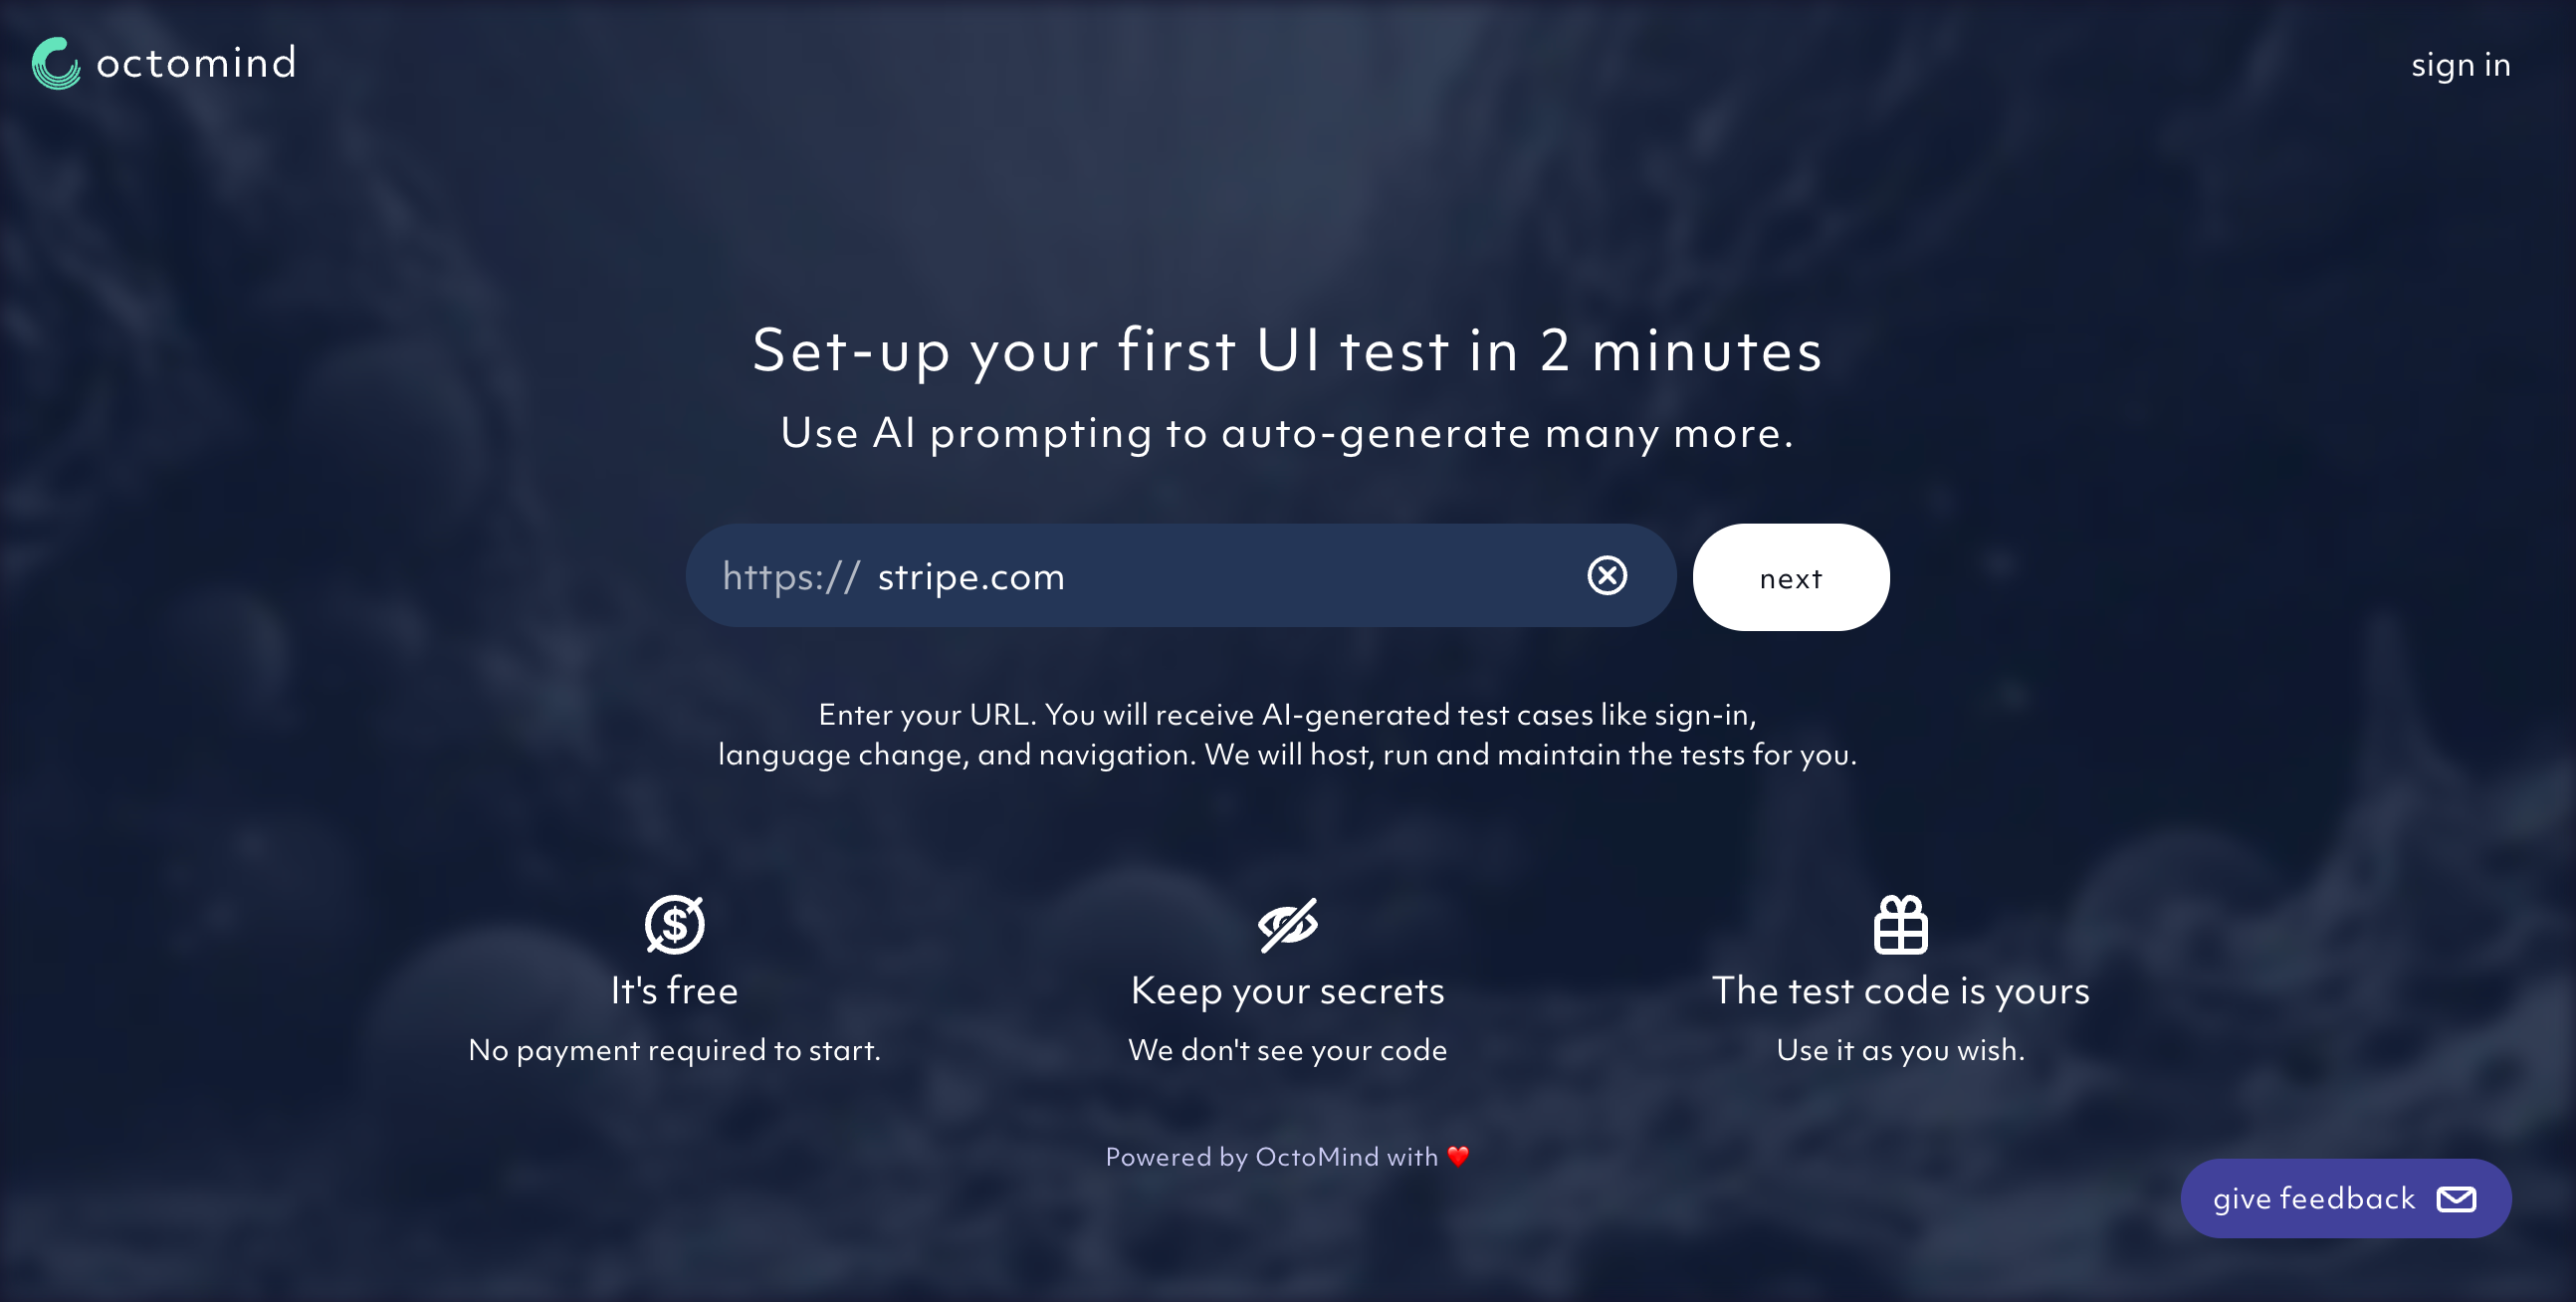 octomind
sign in
Set-up your first UI test in 2 minutes
Use AI prompting to auto-generate many more.
https:// stripe.com
next
Enter your URL. You will receive AI-generated test cases like sign-in,
language change, and navigation. We will host, run and maintain the tests for you.
It's free
No payment required to start.
Keep your secrets
We don't see your code
The test code is yours
Use it as you wish.
Powered by OctoMind with ❤️
give feedback